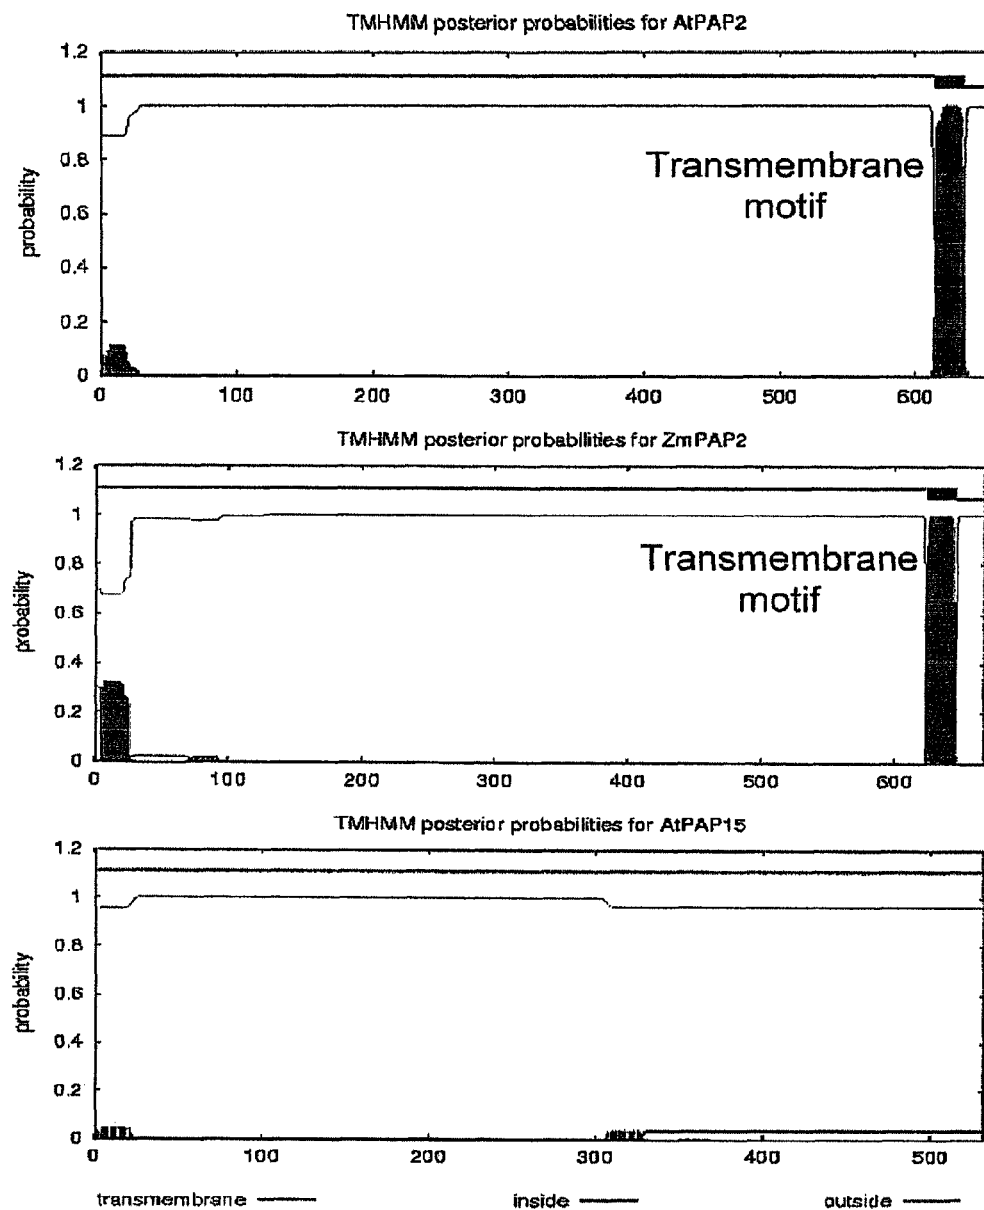 TMHMM posterior probabilities for AtPAP2
1.2
1
0.8
0.6
0.4
0.2
0
probability
Transmembrane
motif
0 100 200 300 400 500 600
TMHMM posterior probabilities for ZmPAP2
1.2
1
0.8
0.6
0.4
0.2
0
probability
Transmembrane
motif
0 100 200 300 400 500 600
TMHMM posterior probabilities for AtPAP15
1.2
1
0.8
0.6
0.4
0.2
0
probability
0 100 200 300 400 500
transmembrane inside outside